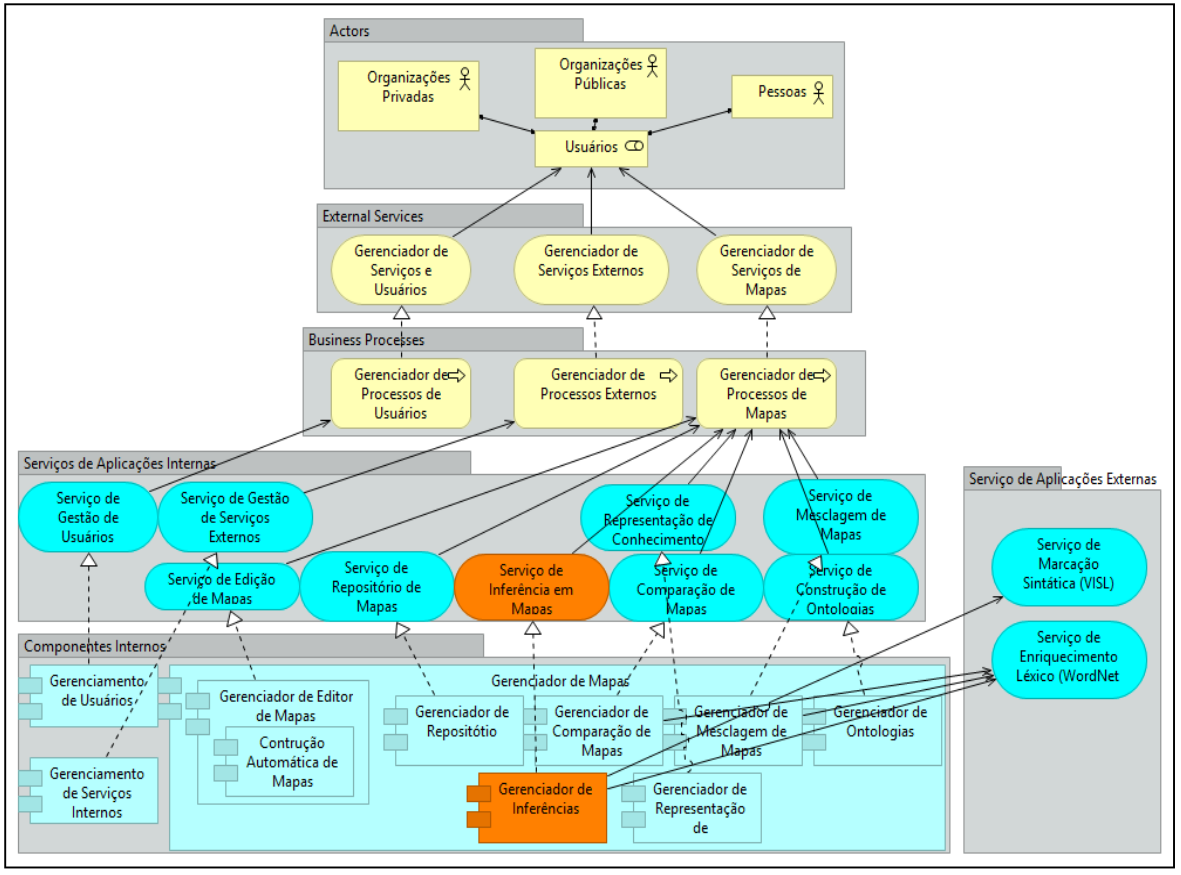 Actors
Organizações
Privadas
Organizações
Públicas
Pessoas
Usuários
External Services
Gerenciador de
Serviços e
Usuários
Gerenciador de
Serviços Externos
Gerenciador de
Serviços de
Mapas
Business Processes
Gerenciador de
Processos de
Usuários
Gerenciador de
Processos Externos
Gerenciador de
Processos de
Mapas
Serviços de Aplicações Internas
Serviço de
Gestão de
Usuários
Serviço de Gestão
de Serviços
Externos
Serviço de
Representação de
Conhecimento
Serviço de
Mesclagem de
Mapas
Serviço de Edição
de Mapas
Serviço de
Repositório de
Mapas
Serviço de
Inferência em
Mapas
Serviço de
Comparação de
Mapas
Serviço de
Construção de
Ontologias
Serviço de Aplicações Externas
Serviço de
Marcação
Sintática (VISL)
Serviço de
Enriquecimento
Léxico (WordNet
Componentes Internos
Gerenciamento
de Usuários
Gerenciamento
de Serviços
Internos
Gerenciador de Mapas
Gerenciador de Editor
de Mapas
Contrução
Automática de
Mapas
Gerenciador de
Repositótio
Gerenciador de
Comparação de
Mapas
Gerenciador de
Mesclagem de
Mapas
Gerenciador de
Ontologias
Gerenciador de
Inferências
Gerenciador de
Representação
de